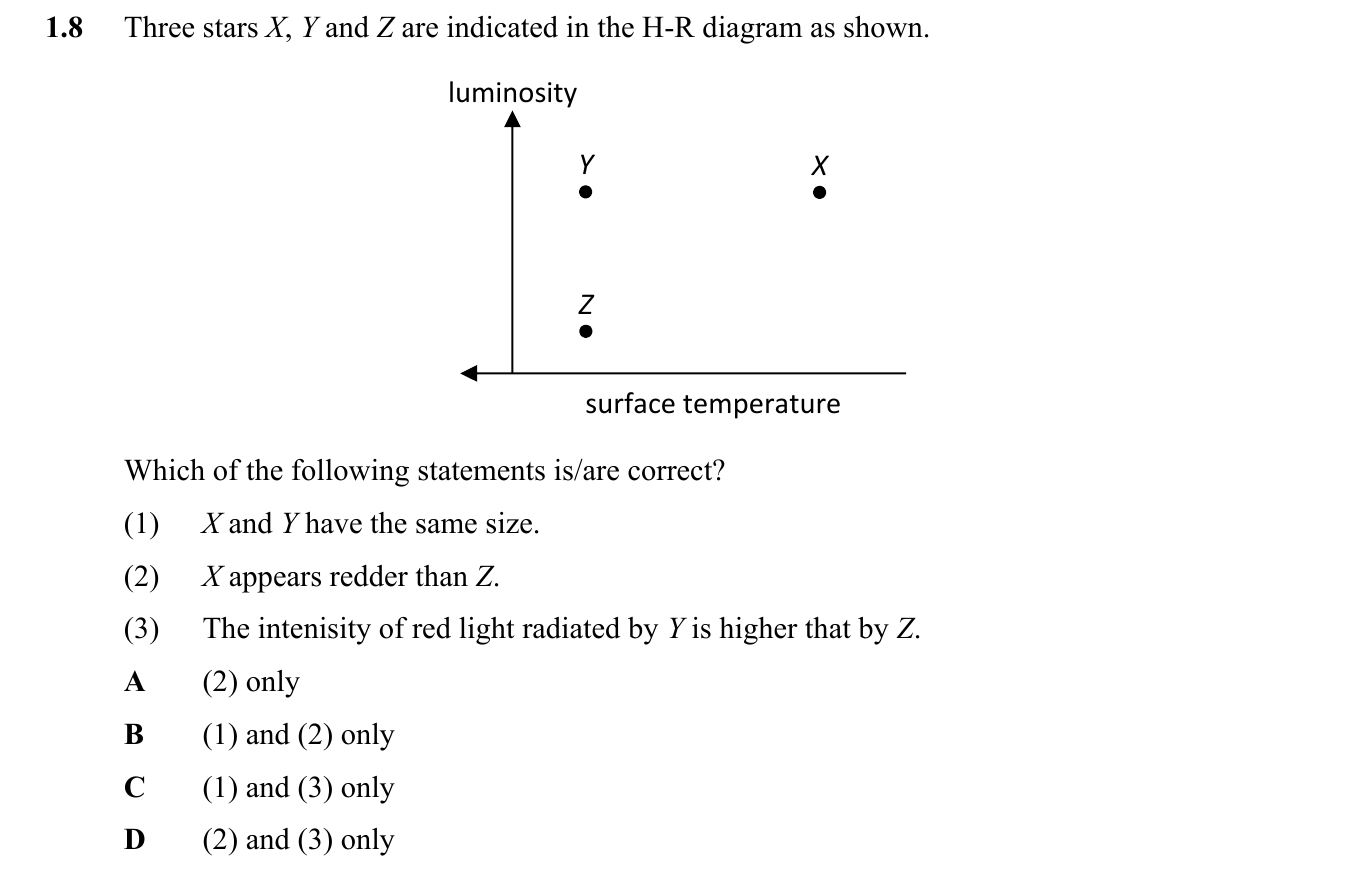 1.8 Three stars X, Y and Z are indicated in the H-R diagram as shown.
luminosity
Y X
Z
surface temperature
Which of the following statements is/are correct?
(1) X and Y have the same size.
(2) X appears redder than Z.
(3) The intenisity of red light radiated by Y is higher that by Z.
A (2) only
B (1) and (2) only
C (1) and (3) only
D (2) and (3) only